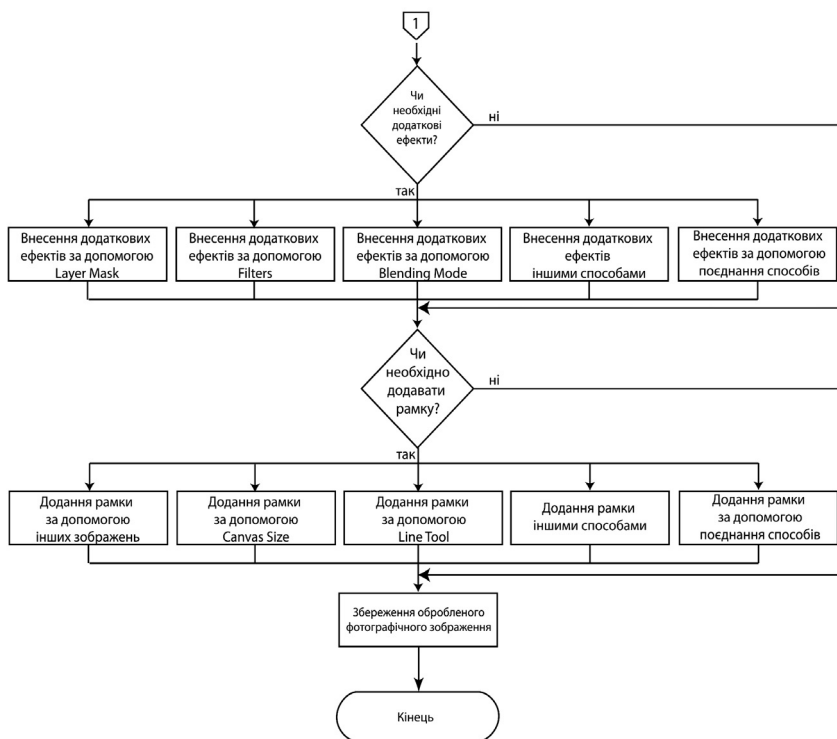 1
Чи
необхідні
додаткові
ефекти?
ні
так
Внесення додаткових
ефектів за допомогою
Layer Mask
Внесення додаткових
ефектів за допомогою
Filters
Внесення додаткових
ефектів за допомогою
Blending Mode
Внесення додаткових
ефектів
іншими способами
Внесення додаткових
ефектів за допомогою
поєднання способів
Чи
необхідно
додавати
рамку?
ні
так
Додання рамки
за допомогою
інших зображень
Додання рамки
за допомогою
Canvas Size
Додання рамки
за допомогою
Line Tool
Додання рамки
іншими способами
Додання рамки
за допомогою
поєднання способів
Збереження обробленого
фотографічного зображення
Кінець